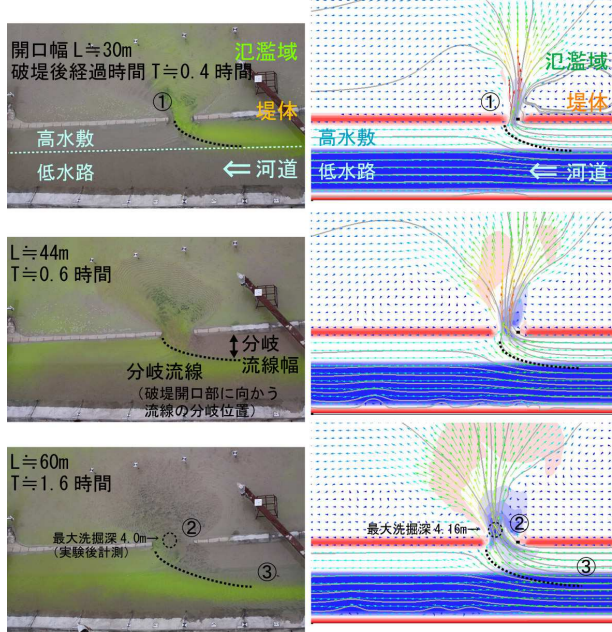 開口幅 L≒30m
破堤後経過時間 T≒0.4 時間
氾濫域
①
堤体
高水敷
低水路
⇐ 河道
氾濫域
①
堤体
高水敷
低水路
⇐ 河道
L≒44m
T≒0.6 時間
分岐
流線幅
分岐流線
(破堤開口部に向かう
流線の分岐位置)
L≒60m
T≒1.6 時間
②
最大洗掘深 4.0m→
(実験後計測)
③
最大洗掘深 4.16m→
②
③